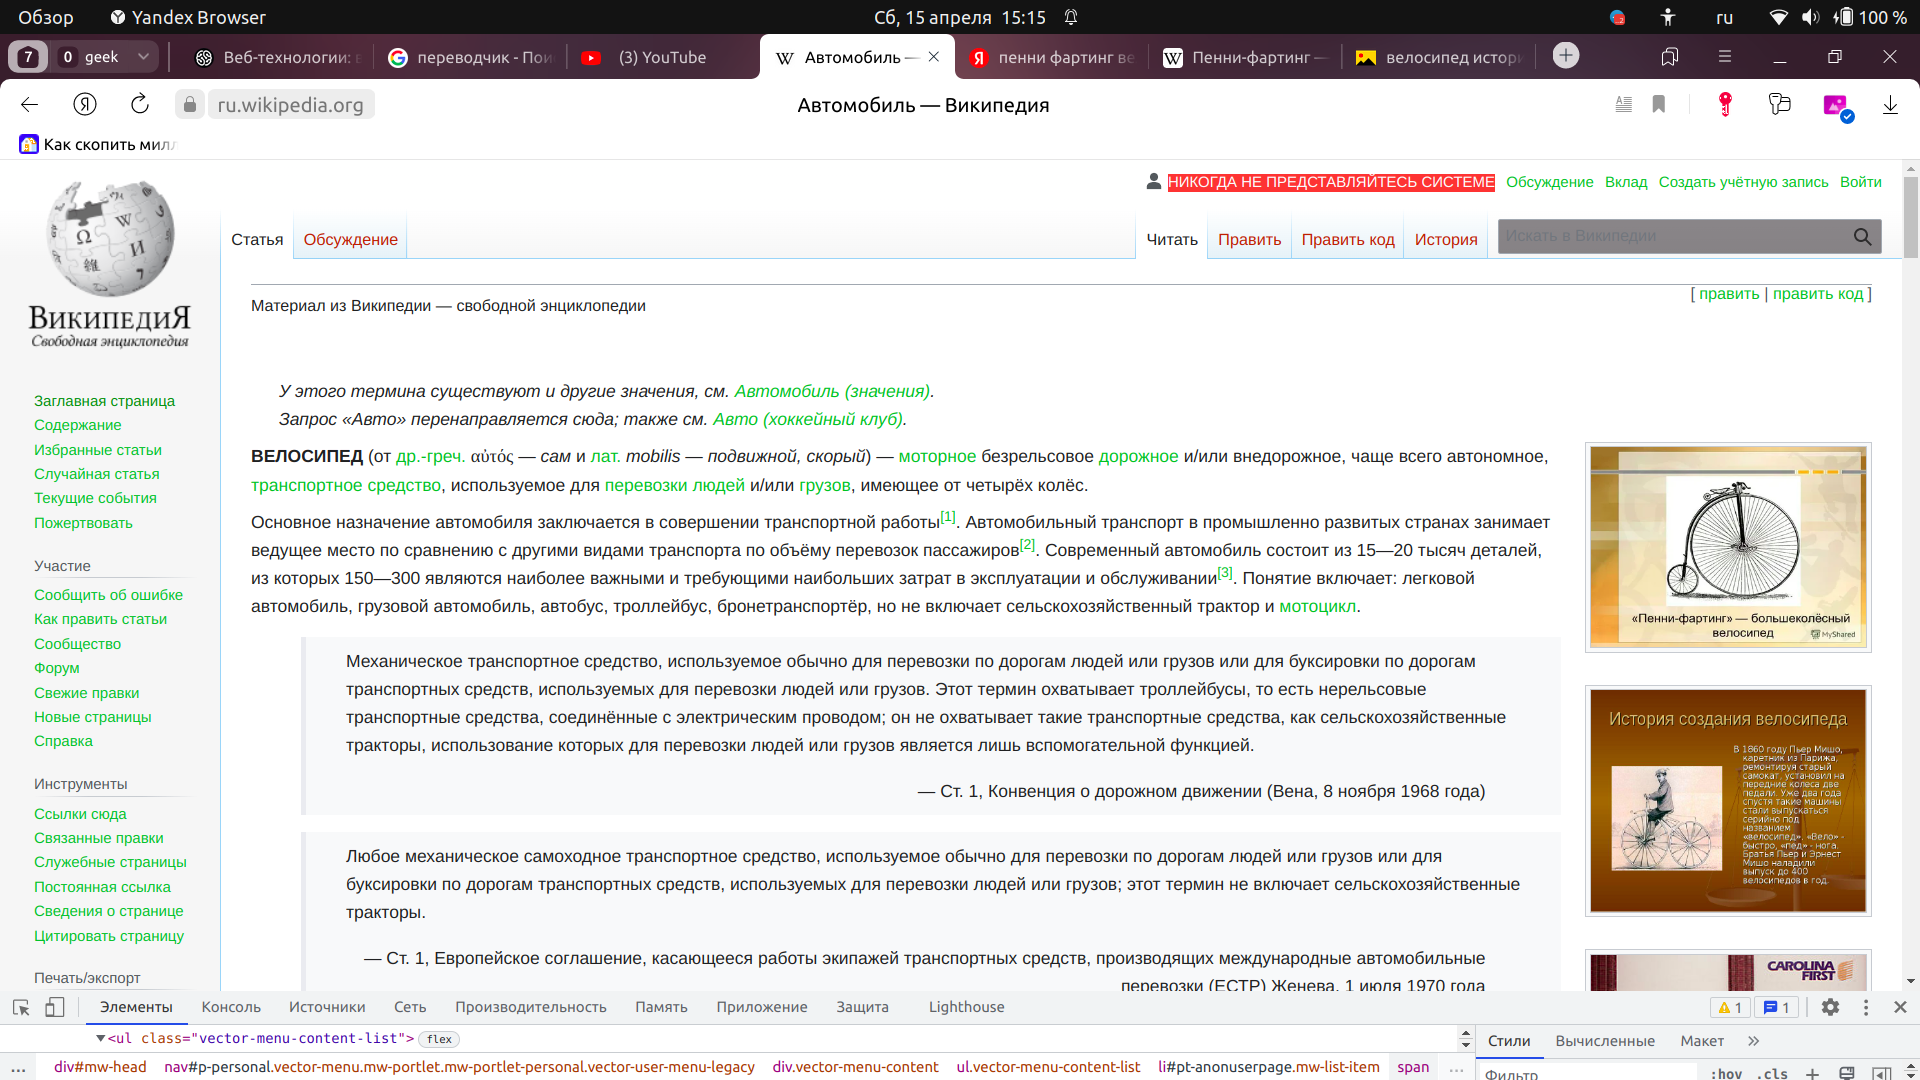 Обзор
Yandex Browser
Сб, 15 апреля 15:15
ru
100 %
7
0 geek
Веб-технологии:
переводчик - Пои
(3) YouTube
Автомобиль —
пенни фартинг ве
Пенни-фартинг —
велосипед истори
ru.wikipedia.org
Автомобиль — Википедия
Как скопить мил
НИКОГДА НЕ ПРЕДСТАВЛЯЙТЕСЬ СИСТЕМЕ
Обсуждение
Вклад
Создать учётную запись
Войти
Статья
Обсуждение
Читать
Править
Править код
История
Искать в Википедии
ВикипедиЯ
Свободная энциклопедия
[ править | править код ]
Материал из Википедии — свободной энциклопедии
У этого термина существуют и другие значения, см. Автомобиль (значения).
Запрос «Авто» перенаправляется сюда; также см. Авто (хоккейный клуб).
ВЕЛОСИПЕД (от др.-греч. αὐτός — сам и лат. mobilis — подвижной, скорый) — моторное безрельсовое дорожное и/или внедорожное, чаще всего автономное,
транспортное средство, используемое для перевозки людей и/или грузов, имеющее от четырёх колёс.
Основное назначение автомобиля заключается в совершении транспортной работы[1]. Автомобильный транспорт в промышленно развитых странах занимает
ведущее место по сравнению с другими видами транспорта по объёму перевозок пассажиров[2]. Современный автомобиль состоит из 15—20 тысяч деталей,
из которых 150—300 являются наиболее важными и требующими наибольших затрат в эксплуатации и обслуживании[3]. Понятие включает: легковой
автомобиль, грузовой автомобиль, автобус, троллейбус, бронетранспортёр, но не включает сельскохозяйственный трактор и мотоцикл.
Механическое транспортное средство, используемое обычно для перевозки по дорогам людей или грузов или для буксировки по дорогам
транспортных средств, используемых для перевозки людей или грузов. Этот термин охватывает троллейбусы, то есть нерельсовые
транспортные средства, соединённые с электрическим проводом; он не охватывает такие транспортные средства, как сельскохозяйственные
тракторы, использование которых для перевозки людей или грузов является лишь вспомогательной функцией.
— Ст. 1, Конвенция о дорожном движении (Вена, 8 ноября 1968 года)
Любое механическое самоходное транспортное средство, используемое обычно для перевозки по дорогам людей или грузов или для
буксировки по дорогам транспортных средств, используемых для перевозки людей или грузов; этот термин не включает сельскохозяйственные
тракторы.
— Ст. 1, Европейское соглашение, касающееся работы экипажей транспортных средств, производящих международные автомобильные
перевозки (ЕСТР) Женева, 1 июля 1970 года
«Пенни-фартинг» — большеколёсный
велосипед
MyShared
История создания велосипеда
В 1860 году Пьер Мишо,
каретник из Парижа,
ремонтируя старый
самокат, установил на
передние колеса две
педали. Уже два года
спустя такие машины
стали выпускаться
серийно под
названием
«велосипед», «Вело» -
быстро, «пед» - нога.
Братья Пьер и Эрнест
Мишо наладили
выпуск до 400
велосипедов в год.
CAROLINA
FIRST
Заглавная страница
Содержание
Избранные статьи
Случайная статья
Текущие события
Пожертвовать
Участие
Сообщить об ошибке
Как править статьи
Сообщество
Форум
Свежие правки
Новые страницы
Справка
Инструменты
Ссылки сюда
Связанные правки
Служебные страницы
Постоянная ссылка
Сведения о странице
Цитировать страницу
Печать/экспорт
Элементы
Консоль
Источники
Сеть
Производительность
Память
Приложение
Защита
Lighthouse
1
1
<ul class="vector-menu-content-list"> flex
Стили
Вычисленные
Макет
... div#mw-head nav#p-personal.vector-menu.mw-portlet.mw-portlet-personal.vector-user-menu-legacy div.vector-menu-content ul.vector-menu-content-list li#pt-anonuserpage.mw-list-item span ...
Фильтр
:hov .cls